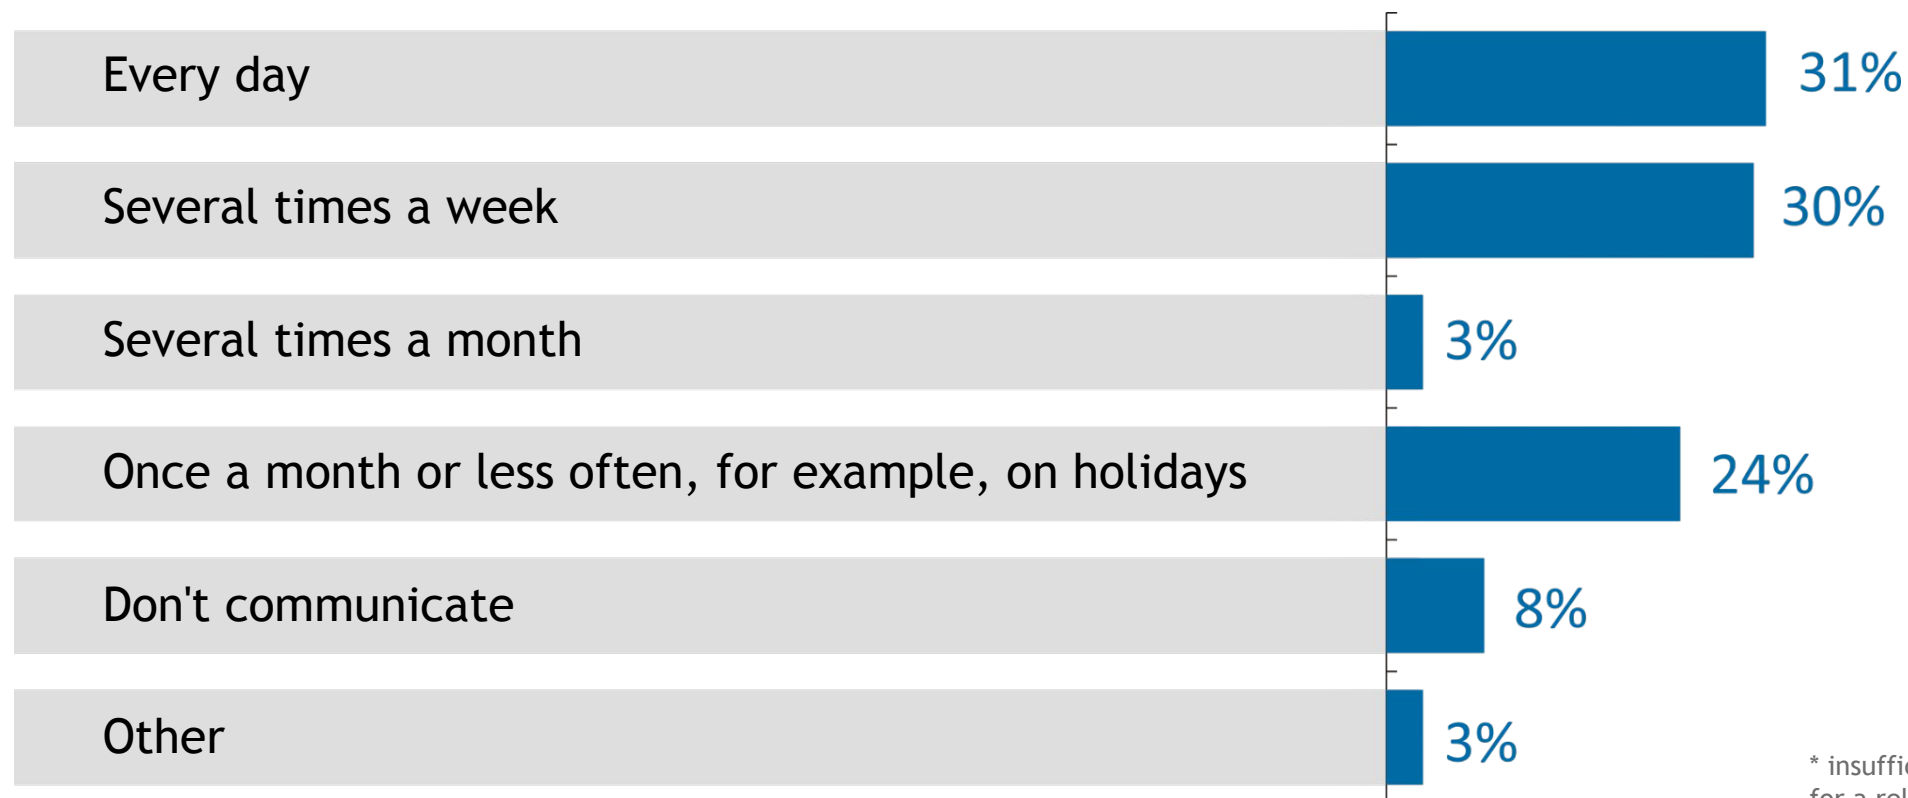 Every day 31%
Several times a week 30%
Several times a month 3%
Once a month or less often, for example, on holidays 24%
Don't communicate 8%
Other 3%
*